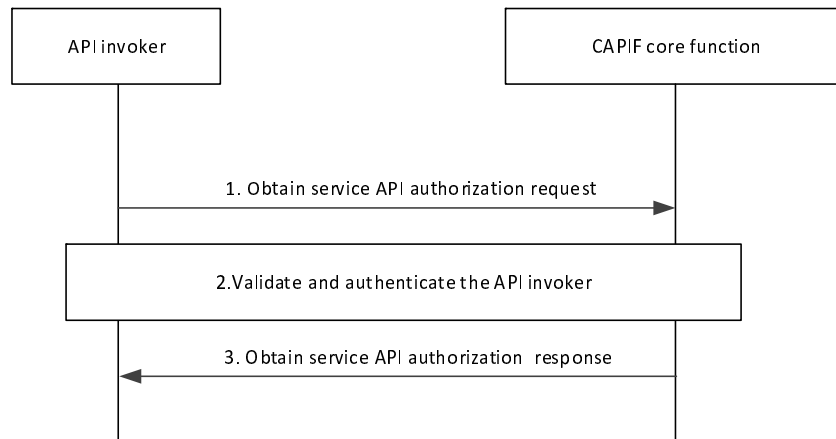 API invoker
CAPIF core function
1. Obtain service API authorization request
2.Validate and authenticate the API invoker
3. Obtain service API authorization response